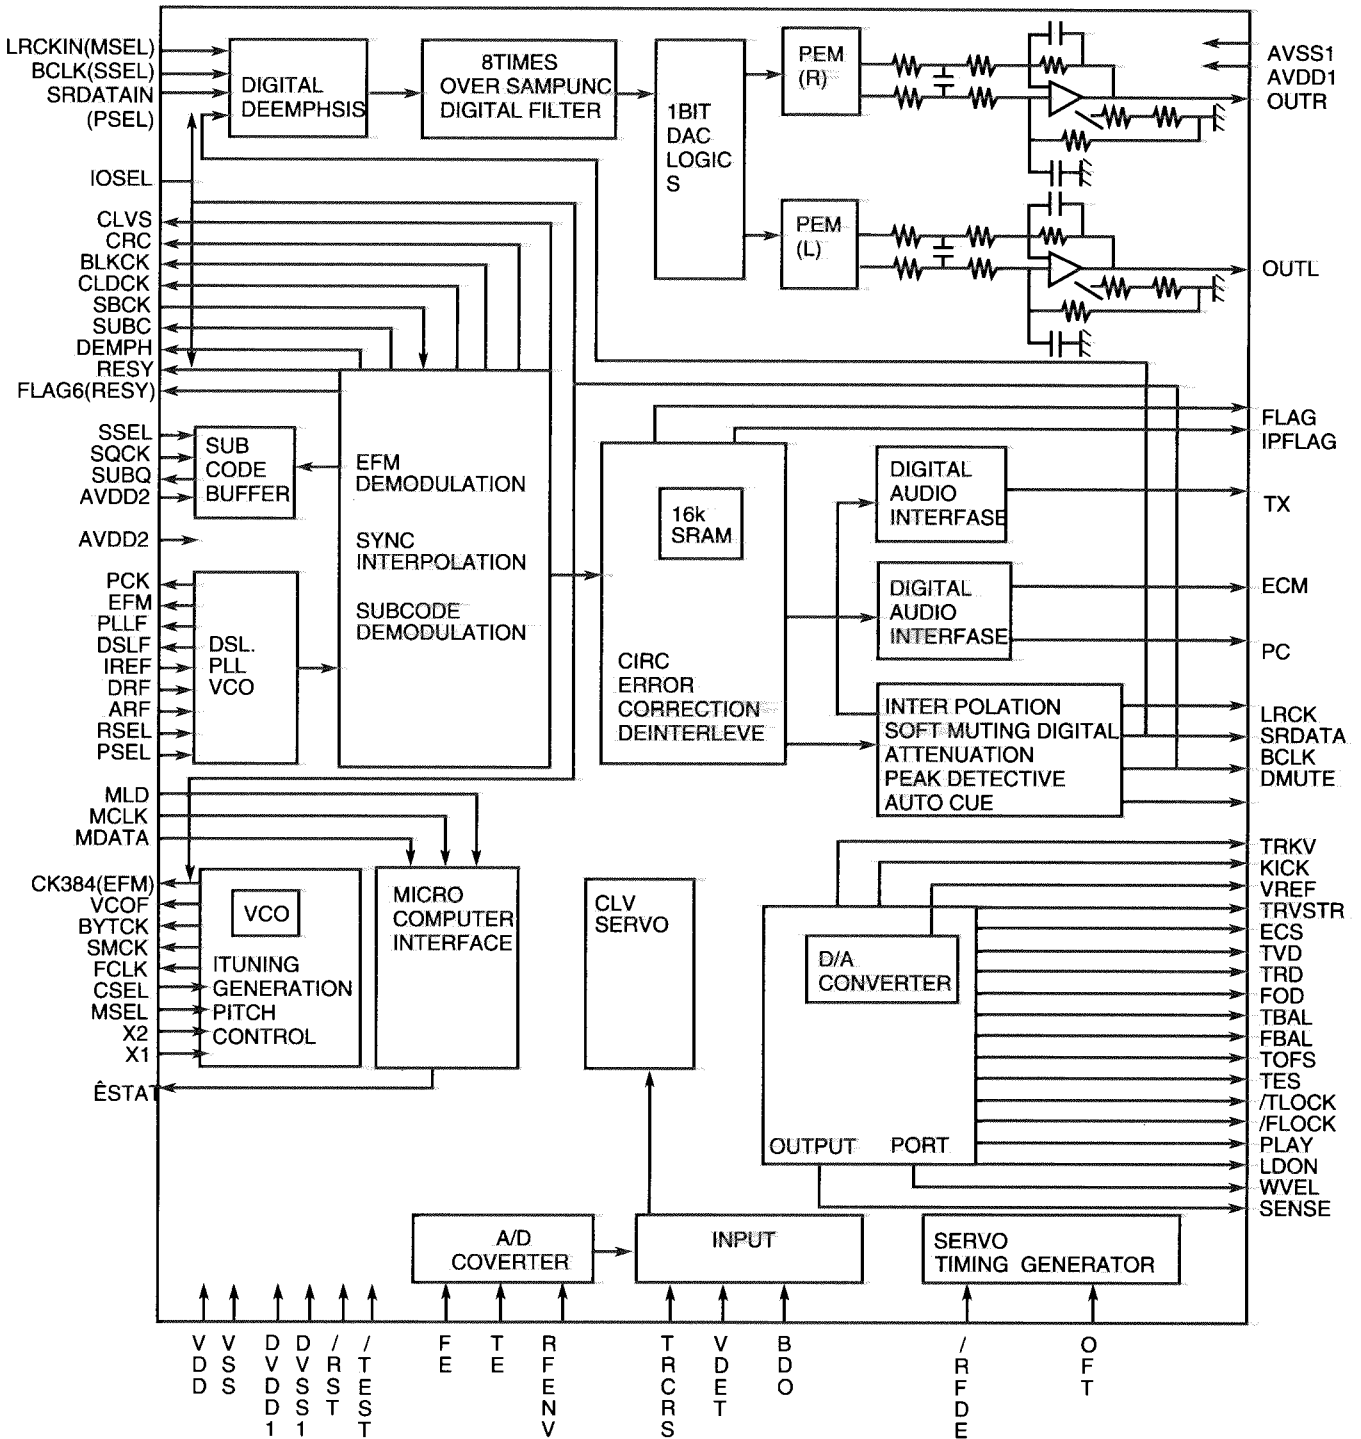 LRCKIN(MSEL)
BCLK(SSEL)
SRDATAIN
(PSEL)
IOSEL
CLVS
CRC
BLKCK
CLDCK
SBCK
SUBC
DEMPH
RESY
FLAG6(RESY)
SSEL
SQCK
SUBQ
AVDD2
AVDD2
PCK
EFM
PLLF
DSLF
IREF
DRF
ARF
RSEL
PSEL
MLD
MCLK
MDATA
CK384(EFM)
VCOF
BYTCK
SMCK
FCLK
CSEL
MSEL
X2
X1
ÊSTAT
DIGITAL
DEEMPHSIS
8TIMES
OVER SAMPUNC
DIGITAL FILTER
1BIT
DAC
LOGIC
S
PEM
(R)
PEM
(L)
SUB
CODE
BUFFER
EFM
DEMODULATION
SYNC
INTERPOLATION
SUBCODE
DEMODULATION
DSL.
PLL
VCO
16k
SRAM
CIRC
ERROR
CORRECTION
DEINTERLEVE
DIGITAL
AUDIO
INTERFASE
DIGITAL
AUDIO
INTERFASE
INTER POLATION
SOFT MUTING DIGITAL
ATTENUATION
PEAK DETECTIVE
AUTO CUE
VCO
ITUNING
GENERATION
PITCH
CONTROL
MICRO
COMPUTER
INTERFACE
CLV
SERVO
D/A
CONVERTER
OUTPUT PORT
A/D
COVERTER
INPUT
SERVO
TIMING GENERATOR
AVSS1
AVDD1
OUTR
OUTL
FLAG
IPFLAG
TX
ECM
PC
LRCK
SRDATA
BCLK
DMUTE
TRKV
KICK
VREF
TRVSTR
ECS
TVD
TRD
FOD
TBAL
FBAL
TOFS
TES
/TLOCK
/FLOCK
PLAY
LDON
WVEL
SENSE
VDD
VSS
DVDD1
DVSS1
/RST
/TEST
FE
TE
RFENV
TRCRS
VDET
BDO
/RFDE
OFT